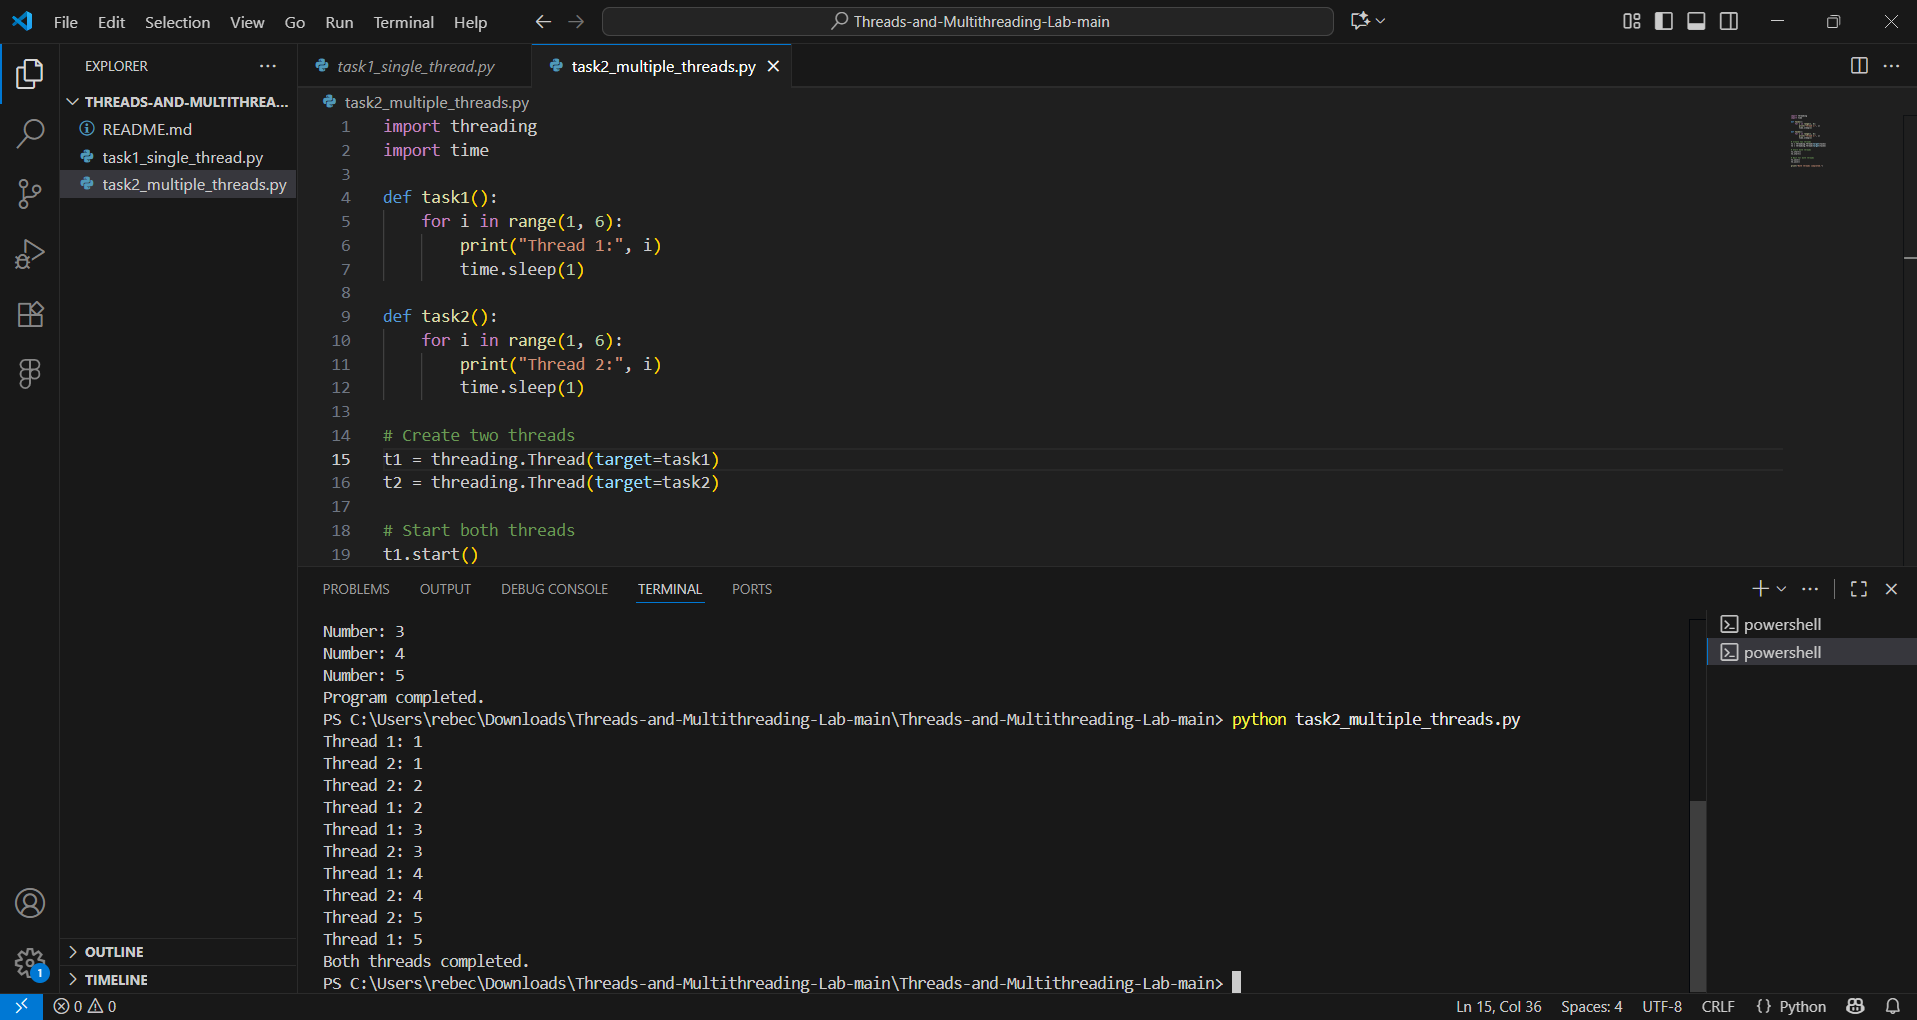 File Edit Selection View Go Run Terminal Help
Threads-and-Multithreading-Lab-main
EXPLORER
THREADS-AND-MULTITHREA...
README.md
task1_single_thread.py
task2_multiple_threads.py
OUTLINE
TIMELINE
task1_single_thread.py
task2_multiple_threads.py
task2_multiple_threads.py
1 import threading
2 import time
3
4 def task1():
5     for i in range(1, 6):
6         print("Thread 1:", i)
7         time.sleep(1)
8
9 def task2():
10     for i in range(1, 6):
11         print("Thread 2:", i)
12         time.sleep(1)
13
14 # Create two threads
15 t1 = threading.Thread(target=task1)
16 t2 = threading.Thread(target=task2)
17
18 # Start both threads
19 t1.start()
PROBLEMS OUTPUT DEBUG CONSOLE TERMINAL PORTS
Number: 3
Number: 4
Number: 5
Program completed.
PS C:\Users\rebec\Downloads\Threads-and-Multithreading-Lab-main\Threads-and-Multithreading-Lab-main> python task2_multiple_threads.py
Thread 1: 1
Thread 2: 1
Thread 2: 2
Thread 1: 2
Thread 1: 3
Thread 2: 3
Thread 1: 4
Thread 2: 4
Thread 2: 5
Thread 1: 5
Both threads completed.
PS C:\Users\rebec\Downloads\Threads-and-Multithreading-Lab-main\Threads-and-Multithreading-Lab-main>
powershell
powershell
1
0 0
Ln 15, Col 36 Spaces: 4 UTF-8 CRLF {} Python